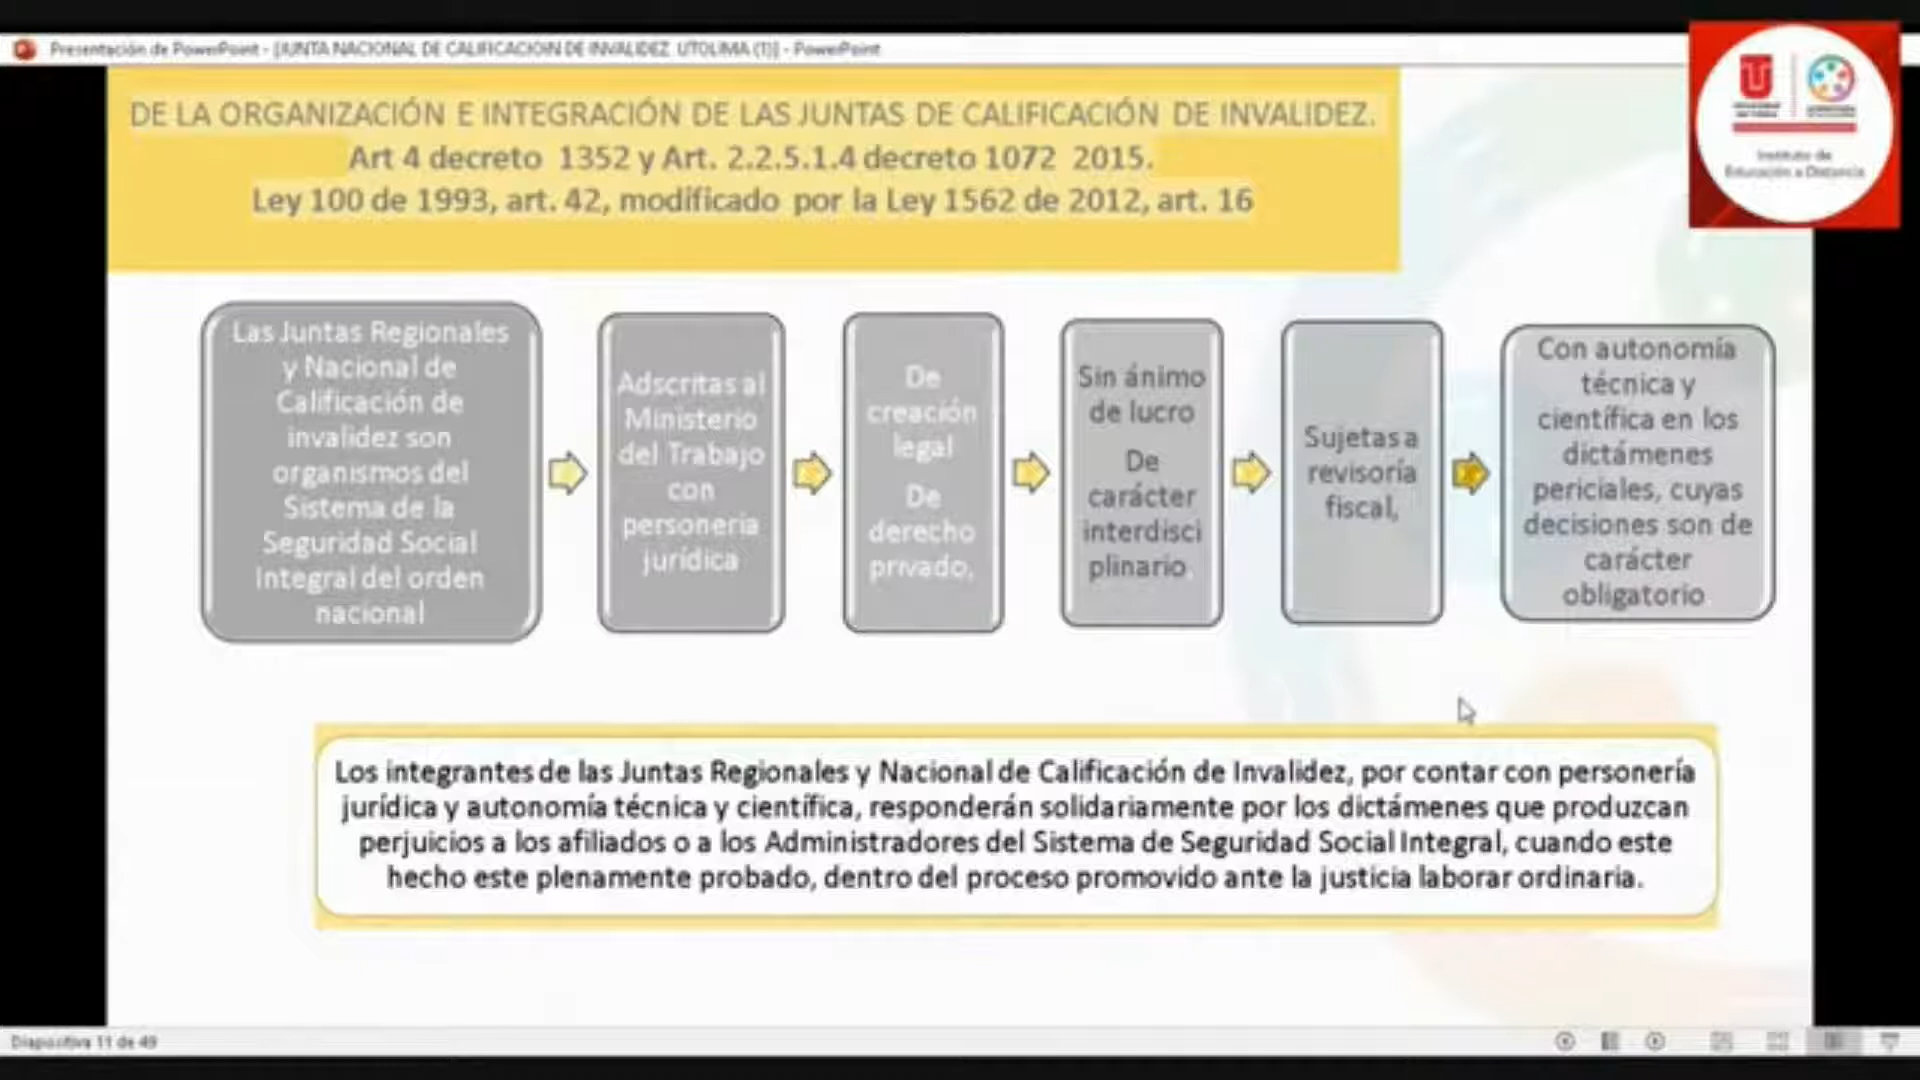 Presentación de PowerPoint - [JUNTA NACIONAL DE CALIFICACION DE INVALIDEZ UTOLIMA (1)] - PowerPoint
DE LA ORGANIZACIÓN E INTEGRACIÓN DE LAS JUNTAS DE CALIFICACIÓN DE INVALIDEZ.
Art 4 decreto 1352 y Art. 2.2.5.1.4 decreto 1072 2015.
Ley 100 de 1993, art. 42, modificado por la Ley 1562 de 2012, art. 16
Instituto de
Educación a Distancia
Las Juntas Regionales
y Nacional de
Calificación de
invalidez son
organismos del
Sistema de la
Seguridad Social
Integral del orden
nacional
Adscritas al
Ministerio
del Trabajo
con
personería
jurídica
De
creación
legal
De
derecho
privado,
Sin ánimo
de lucro
De
carácter
interdisci
plinario
Sujetas a
revisoría
fiscal,
Con autonomía
técnica y
científica en los
dictámenes
periciales, cuyas
decisiones son de
carácter
obligatorio
Los integrantes de las Juntas Regionales y Nacional de Calificación de Invalidez, por contar con personería
jurídica y autonomía técnica y científica, responderán solidariamente por los dictámenes que produzcan
perjuicios a los afiliados o a los Administradores del Sistema de Seguridad Social Integral, cuando este
hecho este plenamente probado, dentro del proceso promovido ante la justicia laborar ordinaria.
Diapositiva 11 de 49